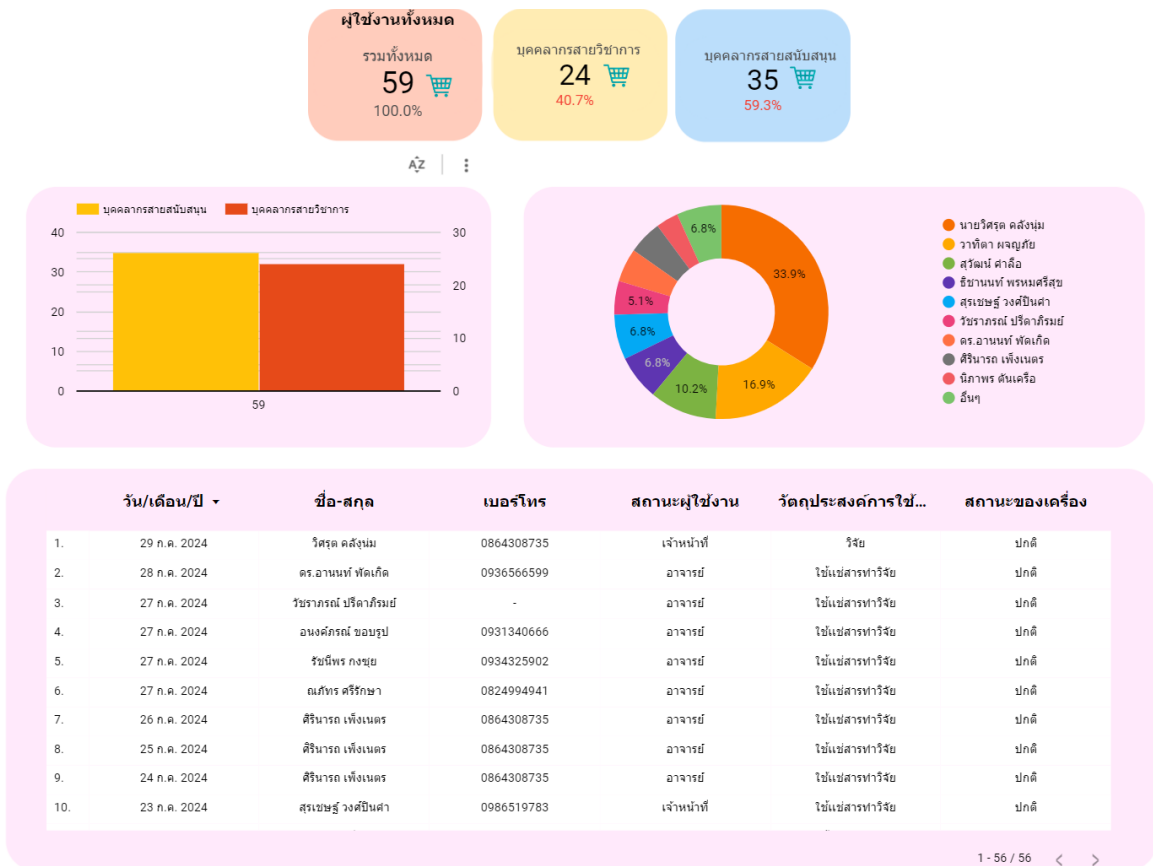 ผู้ใช้งานทั้งหมด
รวมทั้งหมด
59
100.0%
บุคคลากรสายวิชาการ
24
40.7%
บุคคลากรสายสนับสนุน
35
59.3%
AZ
บุคคลากรสายสนับสนุน บุคคลากรสายวิชาการ
40 30
30 20
20 10
10
0 0
59
33.9%
16.9%
10.2%
6.8%
6.8%
5.1%
6.8%
นายวิศรุต คลังนุ่ม
วาทิตา ผจญภัย
สุวัฒน์ ศาลือ
ธิชานนท์ พรหมศรีสุข
สุรเชษฐ์ วงศ์ปินศา
วัชราภรณ์ ปรีดาภิรมย์
ดร.อานนท์ พัดเกิด
ศิรินารถ เพ็งเนตร
นิภาพร ตันเครือ
อื่นๆ
วัน/เดือน/ปี ชื่อ-สกุล เบอร์โทร สถานะผู้ใช้งาน วัตถุประสงค์การใช้... สถานะของเครื่อง
1. 29 ก.ค. 2024 วิศรุต คลังนุ่ม 0864308735 เจ้าหน้าที่ วิจัย ปกติ
2. 28 ก.ค. 2024 ดร.อานนท์ พัดเกิด 0936566599 อาจารย์ ใช้แช่สารทำวิจัย ปกติ
3. 27 ก.ค. 2024 วัชราภรณ์ ปรีดาภิรมย์ - อาจารย์ ใช้แช่สารทำวิจัย ปกติ
4. 27 ก.ค. 2024 อนงค์ภรณ์ ขอบรูป 0931340666 อาจารย์ ใช้แช่สารทำวิจัย ปกติ
5. 27 ก.ค. 2024 รัชนีพร กงซุย 0934325902 อาจารย์ ใช้แช่สารทำวิจัย ปกติ
6. 27 ก.ค. 2024 ณภัทร ศรีรักษา 0824994941 อาจารย์ ใช้แช่สารทำวิจัย ปกติ
7. 26 ก.ค. 2024 ศิรินารถ เพ็งเนตร 0864308735 อาจารย์ ใช้แช่สารทำวิจัย ปกติ
8. 25 ก.ค. 2024 ศิรินารถ เพ็งเนตร 0864308735 อาจารย์ ใช้แช่สารทำวิจัย ปกติ
9. 24 ก.ค. 2024 ศิรินารถ เพ็งเนตร 0864308735 อาจารย์ ใช้แช่สารทำวิจัย ปกติ
10. 23 ก.ค. 2024 สุรเชษฐ์ วงศ์ปินศา 0986519783 เจ้าหน้าที่ ใช้แช่สารทำวิจัย ปกติ
1 - 56 / 56